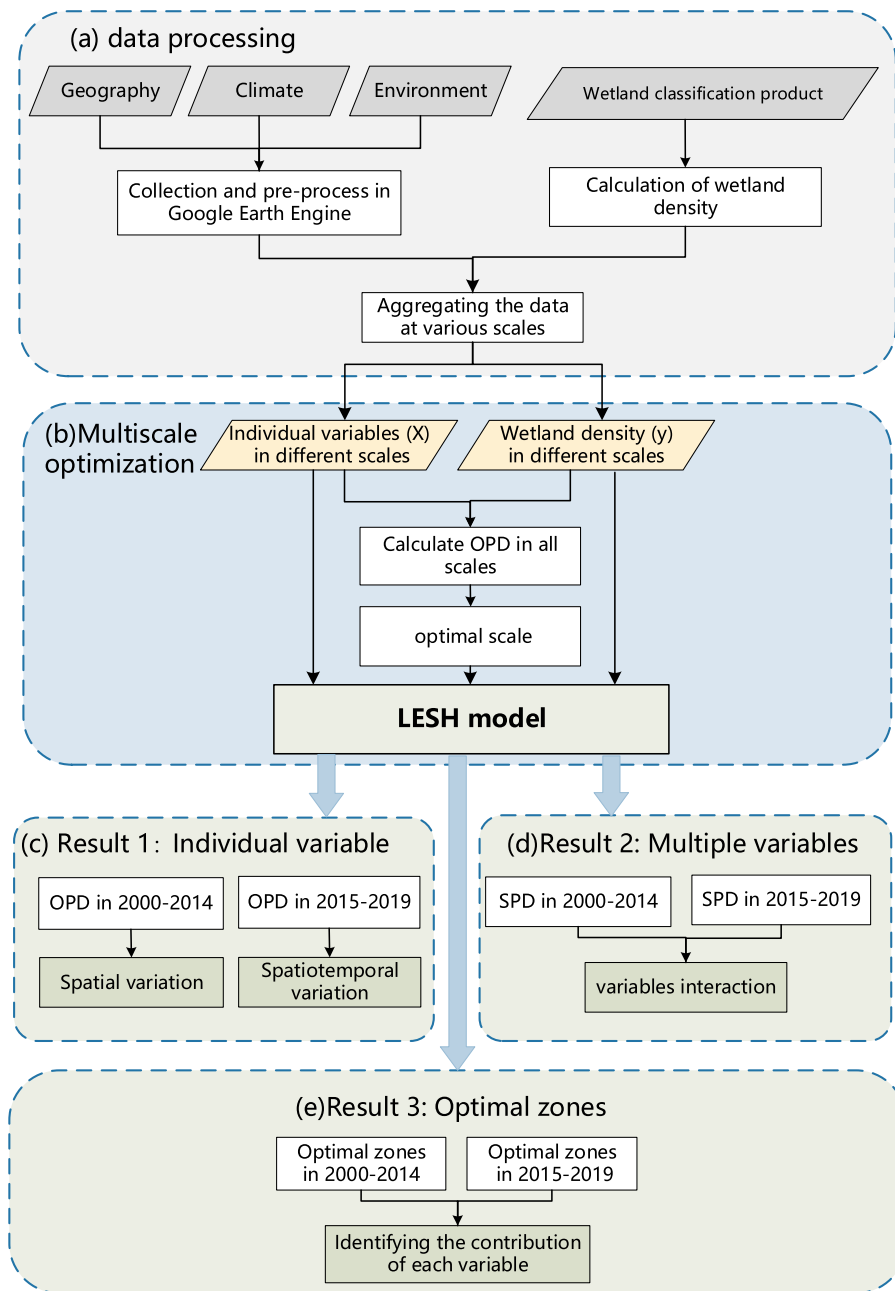 (a) data processing
Geography
Climate
Environment
Wetland classification product
Collection and pre-process in
Google Earth Engine
Calculation of wetland
density
Aggregating the data
at various scales
(b)Multiscale
optimization
Individual variables (X)
in different scales
Wetland density (y)
in different scales
Calculate OPD in all
scales
optimal scale
LESH model
(c) Result 1: Individual variable
OPD in 2000-2014
OPD in 2015-2019
Spatial variation
Spatiotemporal
variation
(d)Result 2: Multiple variables
SPD in 2000-2014
SPD in 2015-2019
variables interaction
(e)Result 3: Optimal zones
Optimal zones
in 2000-2014
Optimal zones
in 2015-2019
Identifying the contribution
of each variable